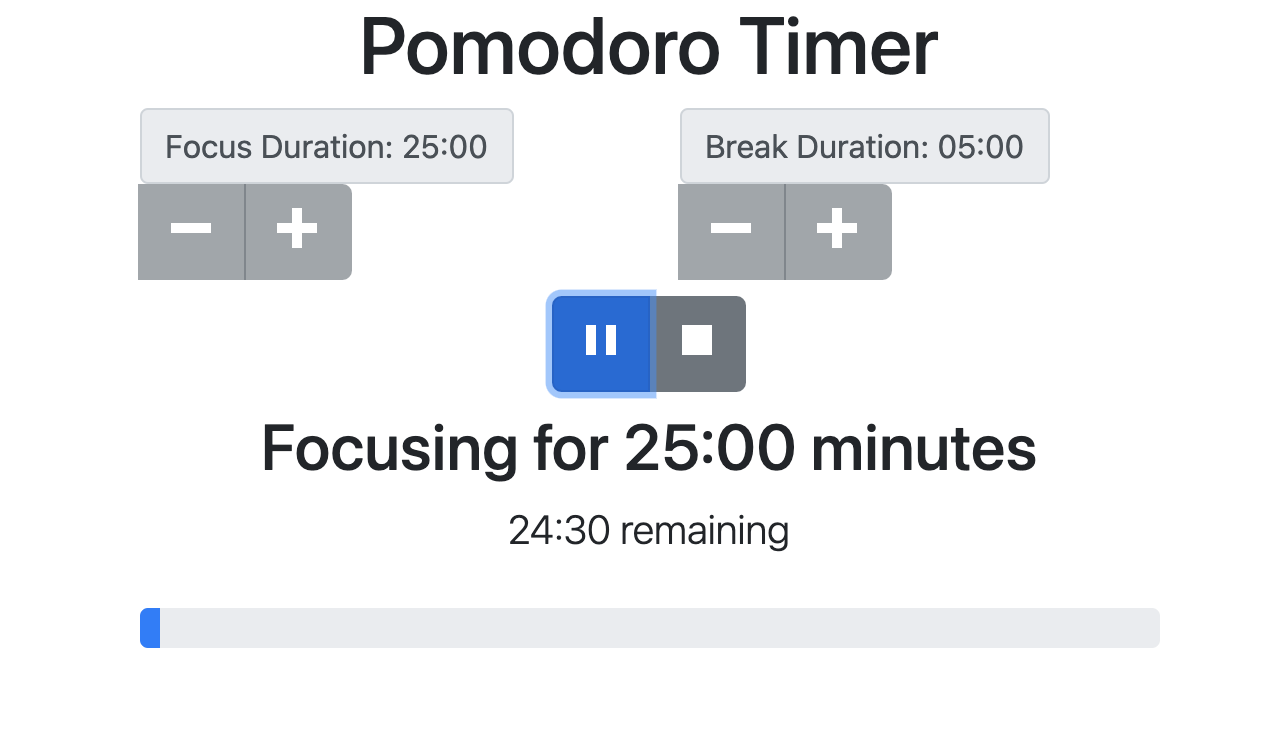 Pomodoro Timer
Focus Duration: 25:00
Break Duration: 05:00
Focusing for 25:00 minutes
24:30 remaining